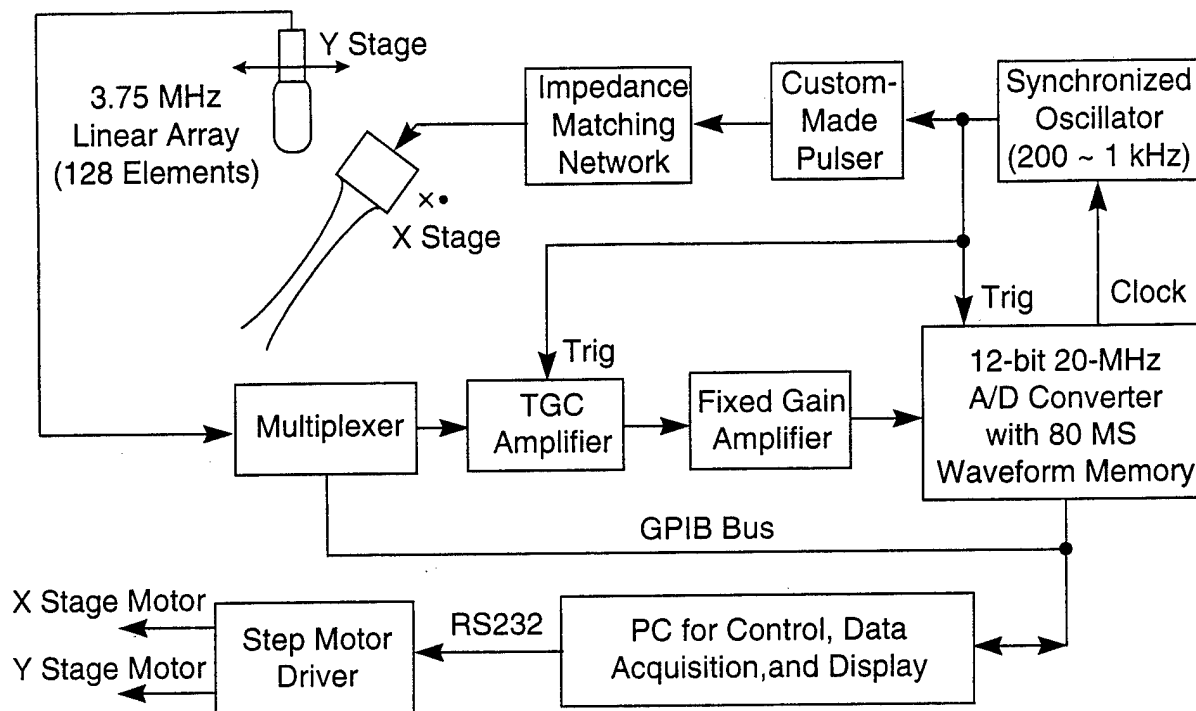 Y Stage
3.75 MHz
Linear Array
(128 Elements)
Impedance
Matching
Network
Custom-
Made
Pulser
Synchronized
Oscillator
(200 ~ 1 kHz)
×•
X Stage
Trig
Trig
Clock
Multiplexer
TGC
Amplifier
Fixed Gain
Amplifier
12-bit 20-MHz
A/D Converter
with 80 MS
Waveform Memory
GPIB Bus
X Stage Motor
Y Stage Motor
Step Motor
Driver
RS232
PC for Control, Data
Acquisition,and Display